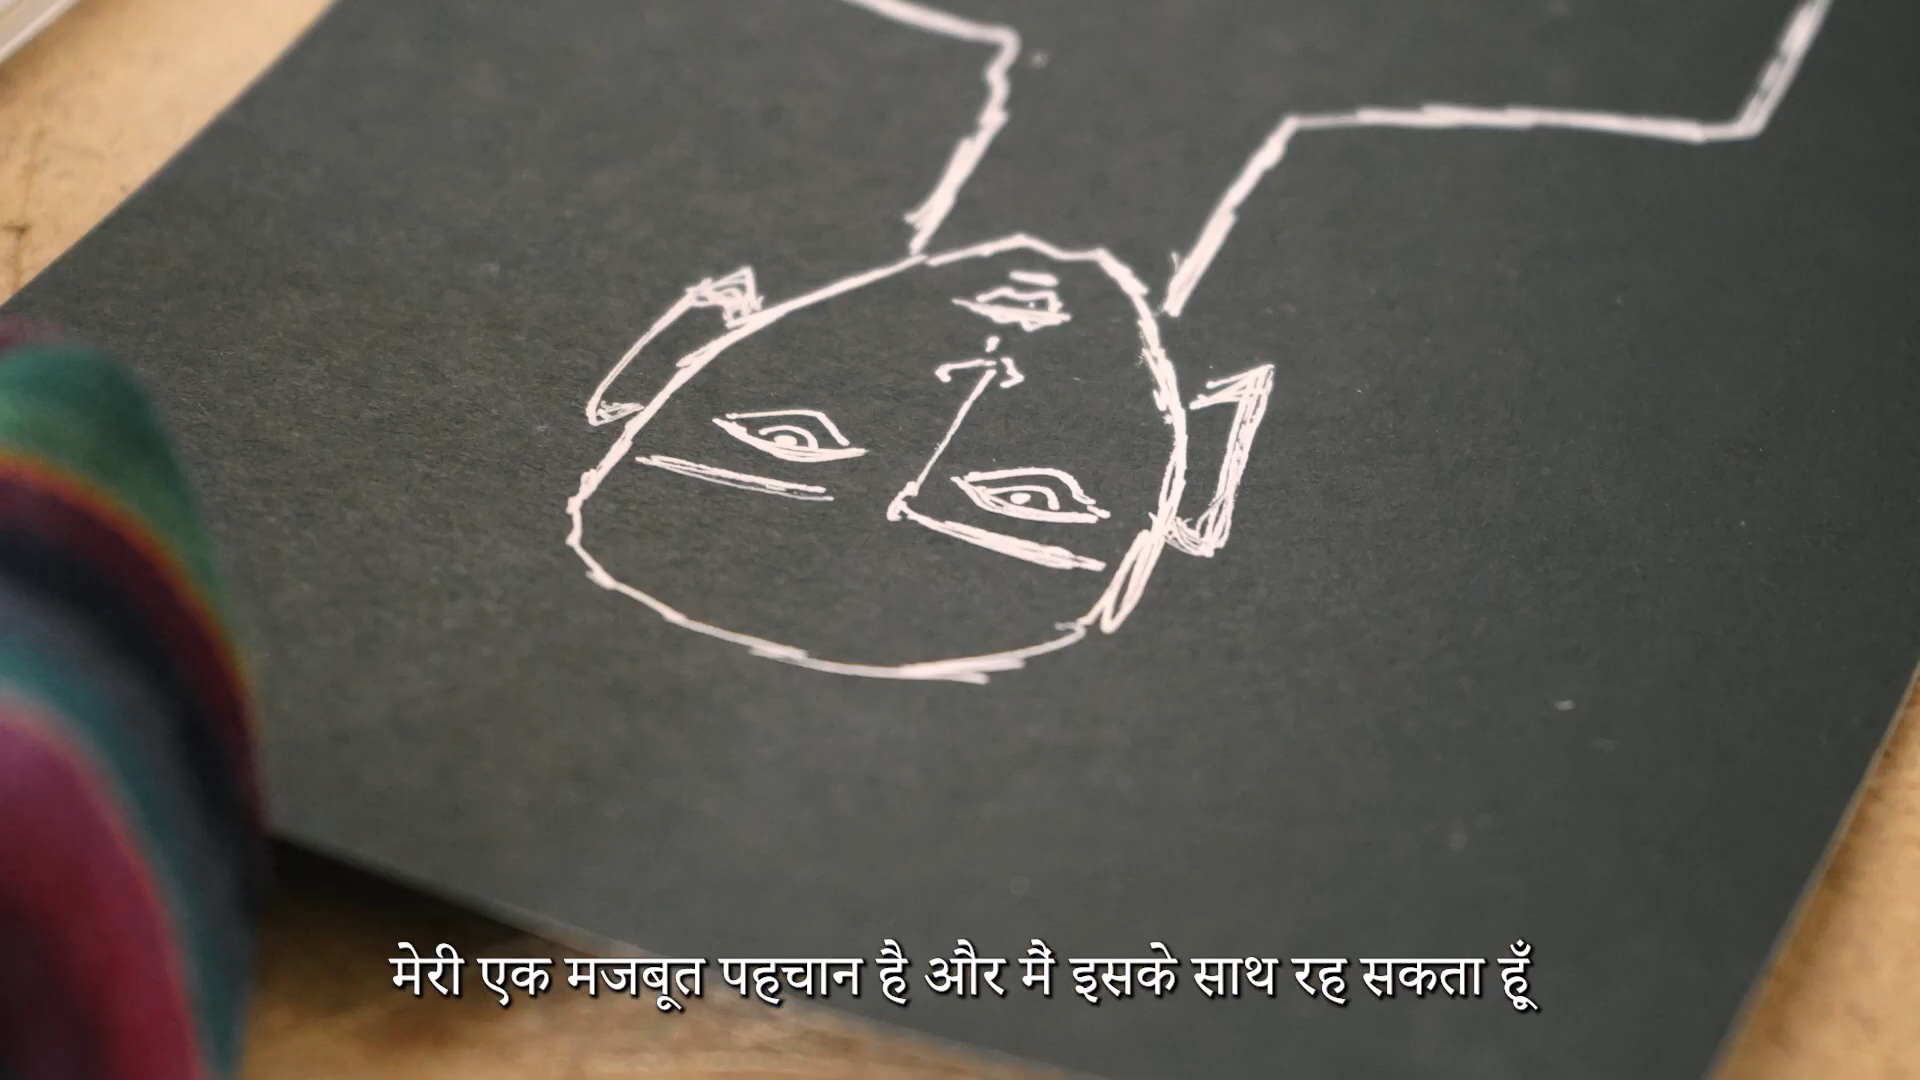 मेरी एक मजबूत पहचान है और मैं इसके साथ रह सकता हूँ